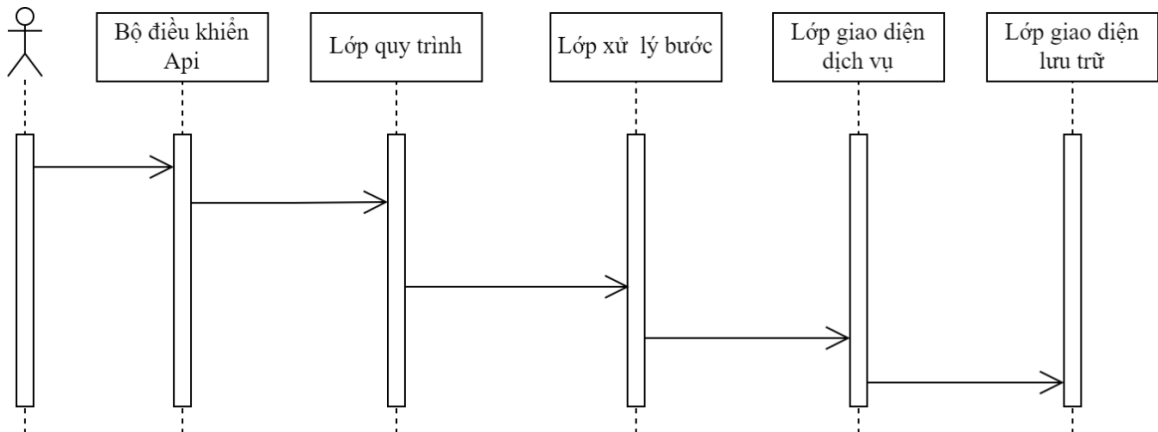 Bộ điều khiển
Api
Lớp quy trình
Lớp xử lý bước
Lớp giao diện
dịch vụ
Lớp giao diện
lưu trữ